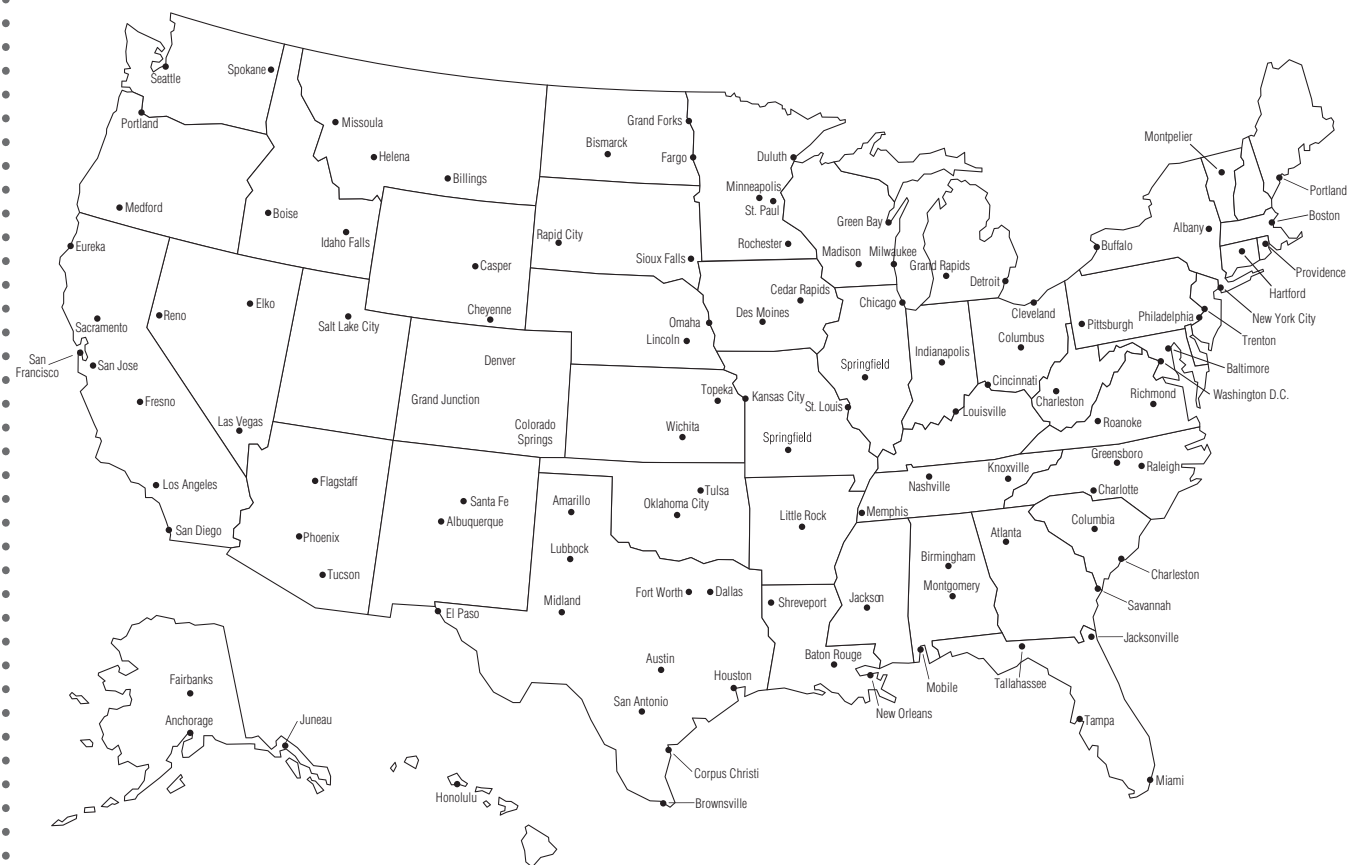 Seattle
Spokane
Portland
Missoula
Helena
Billings
Medford
Boise
Idaho Falls
Eureka
Casper
Cheyenne
Elko
Reno
Salt Lake City
Sacramento
San
Francisco
San Jose
Fresno
Las Vegas
Los Angeles
San Diego
Denver
Grand Junction
Colorado
Springs
Flagstaff
Phoenix
Tucson
Santa Fe
Albuquerque
Grand Forks
Bismarck
Fargo
Duluth
Minneapolis
St. Paul
Rapid City
Sioux Falls
Rochester
Green Bay
Madison
Milwaukee
Grand Rapids
Detroit
Cedar Rapids
Des Moines
Chicago
Omaha
Lincoln
Topeka
Kansas City
Wichita
St. Louis
Springfield
Springfield
Indianapolis
Columbus
Cleveland
Cincinnati
Louisville
Charleston
Pittsburgh
Philadelphia
Buffalo
Albany
Montpelier
Portland
Boston
Providence
Hartford
New York City
Trenton
Baltimore
Washington D.C.
Richmond
Roanoke
Greensboro
Raleigh
Charlotte
Knoxville
Nashville
Memphis
Columbia
Charleston
Savannah
Atlanta
Birmingham
Montgomery
Jackson
Little Rock
Tulsa
Oklahoma City
Amarillo
Lubbock
Midland
Fort Worth
Dallas
Shreveport
El Paso
Austin
San Antonio
Houston
Corpus Christi
Brownsville
Baton Rouge
New Orleans
Mobile
Tallahassee
Jacksonville
Tampa
Miami
Fairbanks
Anchorage
Juneau
Honolulu